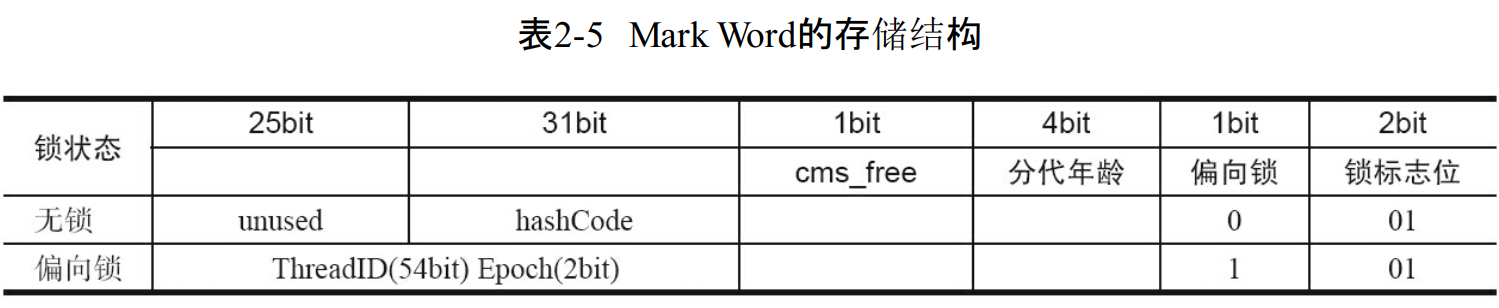 表2-5 Mark Word的存储结构
锁状态 25bit 31bit 1bit 4bit 1bit 2bit
cms_free 分代年龄 偏向锁 锁标志位
无锁 unused hashCode 0 01
偏向锁 ThreadID(54bit) Epoch(2bit) 1 01